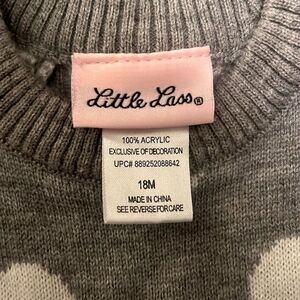 Little Lass®
100% ACRYLIC
EXCLUSIVE OF DECORATION
UPC# 889252088642
18M
MADE IN CHINA
SEE REVERSE FOR CARE